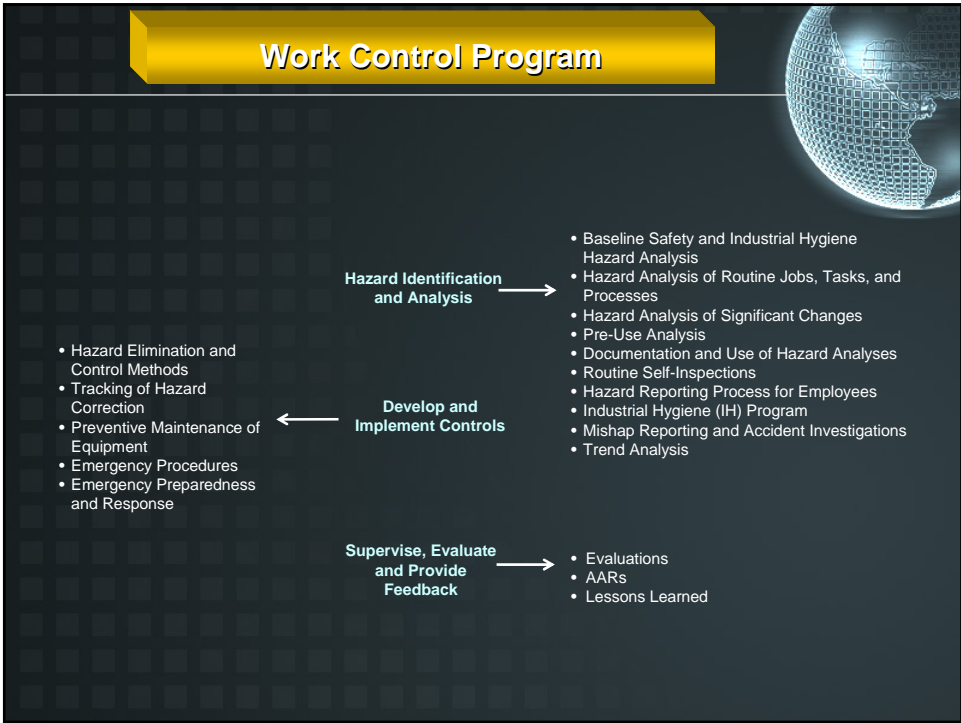 Work Control Program
Hazard Identification
and Analysis
• Baseline Safety and Industrial Hygiene
Hazard Analysis
• Hazard Analysis of Routine Jobs, Tasks, and
Processes
• Hazard Analysis of Significant Changes
• Pre-Use Analysis
• Documentation and Use of Hazard Analyses
• Routine Self-Inspections
• Hazard Reporting Process for Employees
• Industrial Hygiene (IH) Program
• Mishap Reporting and Accident Investigations
• Trend Analysis
Develop and
Implement Controls
• Hazard Elimination and
Control Methods
• Tracking of Hazard
Correction
• Preventive Maintenance of
Equipment
• Emergency Procedures
• Emergency Preparedness
and Response
Supervise, Evaluate
and Provide
Feedback
• Evaluations
• AARs
• Lessons Learned